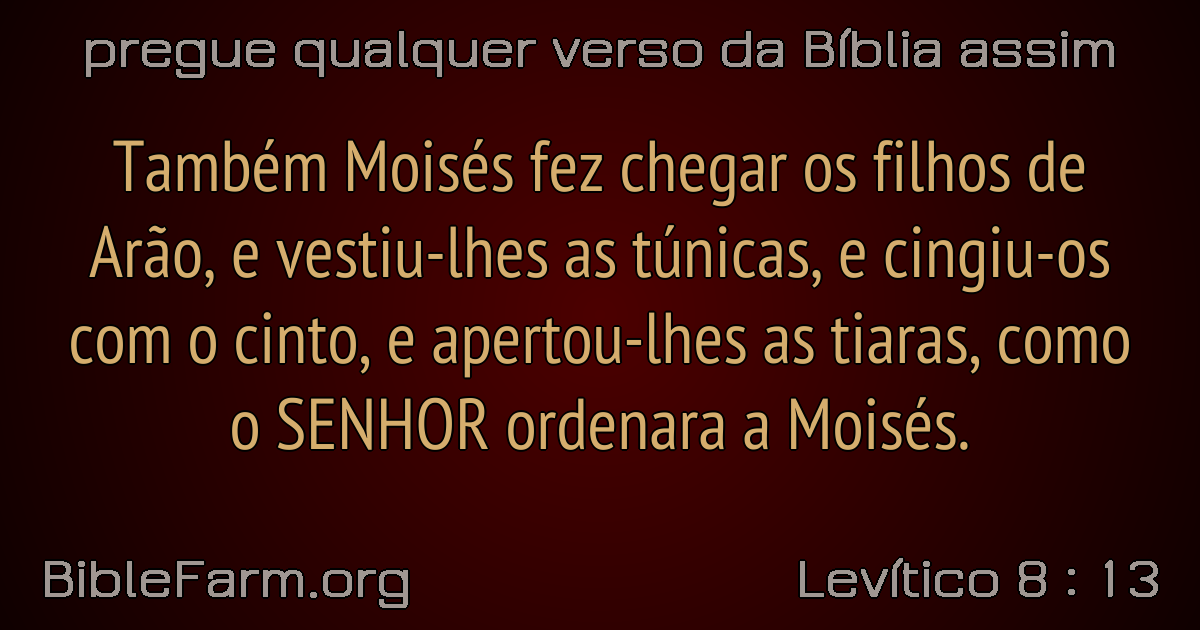 pregue qualquer verso da Bíblia assim
Também Moisés fez chegar os filhos de
Arão, e vestiu-lhes as túnicas, e cingiu-os
com o cinto, e apertou-lhes as tiaras, como
o SENHOR ordenara a Moisés.
BibleFarm.org
Levítico 8 : 13